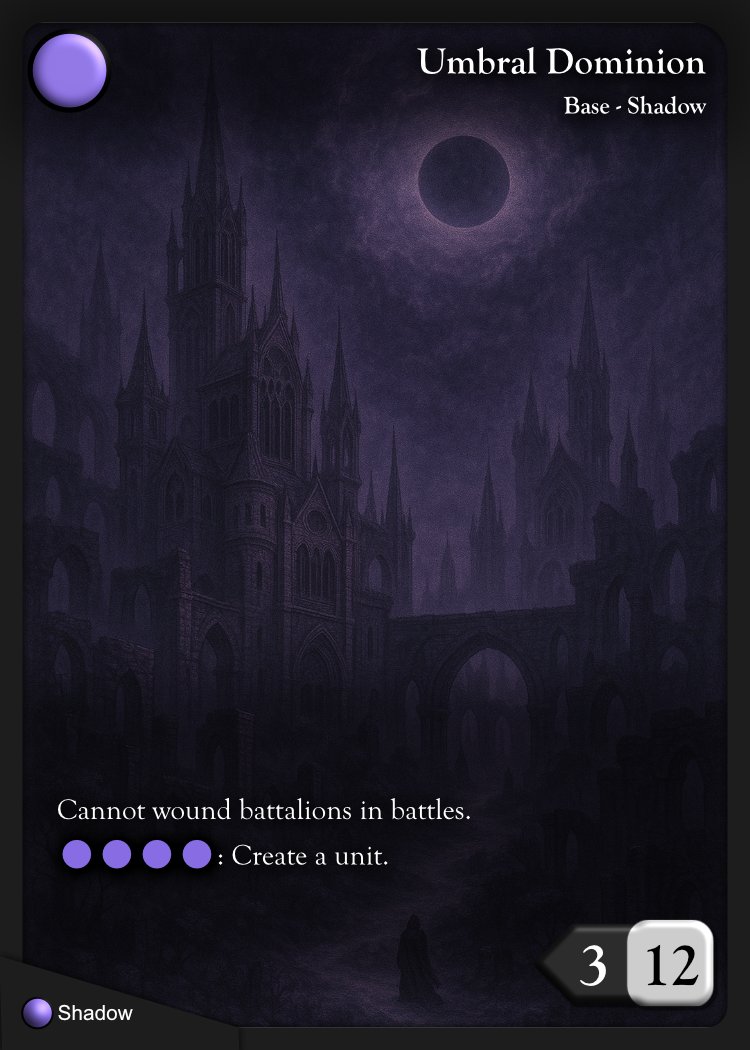 Umbral Dominion
Base - Shadow
Cannot wound battalions in battles.
: Create a unit.
3 12
Shadow